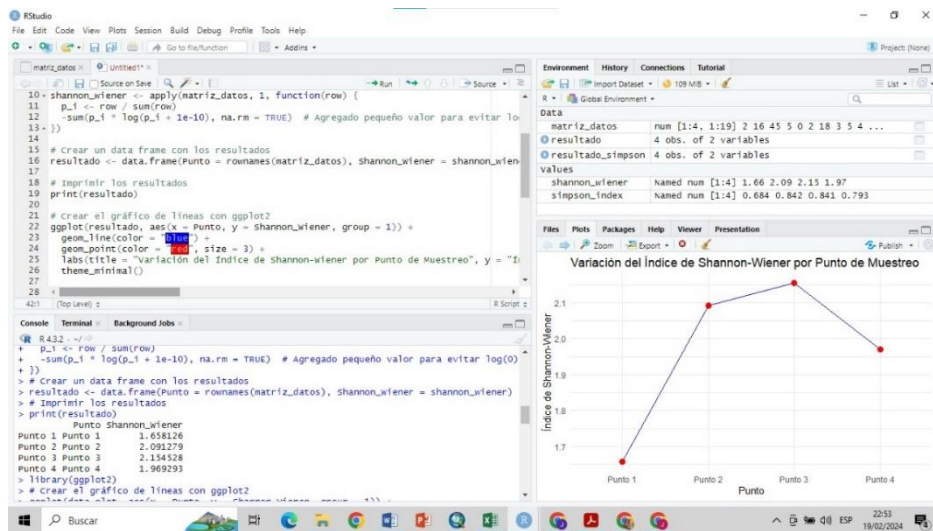 RStudio
File Edit Code View Plots Session Build Debug Profile Tools Help
Go to file/function Addins Project: (None)
matriz_datos Untitled1*
Source on Save Run Source
10 shannon_wiener <- apply(matriz_datos, 1, function(row) {
11 p_i <- row / sum(row)
12 -sum(p_i * log(p_i + 1e-10), na.rm = TRUE) # Agregado pequeño valor para evitar lo
13 })
14
15 # Crear un data frame con los resultados
16 resultado <- data.frame(Punto = rownames(matriz_datos), Shannon_Wiener = shannon_wien
17
18 # Imprimir los resultados
19 print(resultado)
20
21 # Crear el gráfico de líneas con ggplot2
22 ggplot(resultado, aes(x = Punto, y = Shannon_Wiener, group = 1)) +
23 geom_line(color = "blue") +
24 geom_point(color = "red", size = 3) +
25 labs(title = "Variación del Índice de Shannon-Wiener por Punto de Muestreo", y = "Í
26 theme_minimal()
27
28
42:1 (Top Level) R Script
Console Terminal Background Jobs
R 4.3.2 · ~/
+ p_i <- row / sum(row)
+ -sum(p_i * log(p_i + 1e-10), na.rm = TRUE) # Agregado pequeño valor para evitar log(0)
+ })
> # Crear un data frame con los resultados
> resultado <- data.frame(Punto = rownames(matriz_datos), Shannon_Wiener = shannon_wiener)
> # Imprimir los resultados
> print(resultado)
Punto Shannon_Wiener
Punto 1 Punto 1 1.658126
Punto 2 Punto 2 2.091279
Punto 3 Punto 3 2.154528
Punto 4 Punto 4 1.969293
> library(ggplot2)
> # Crear el gráfico de líneas con ggplot2
Environment History Connections Tutorial
Import Dataset 109 MiB List
R Global Environment
Data
matriz_datos num [1:4, 1:19] 2 16 45 5 0 2 18 3 5 4 ...
resultado 4 obs. of 2 variables
resultado_simpson 4 obs. of 2 variables
values
shannon_wiener Named num [1:4] 1.66 2.09 2.15 1.97
simpson_index Named num [1:4] 0.684 0.842 0.841 0.793
Files Plots Packages Help Viewer Presentation
Zoom Export Publish
Variación del Índice de Shannon-Wiener por Punto de Muestreo
Índice de Shannon-Wiener
2.1
2.0
1.9
1.8
1.7
Punto 1 Punto 2 Punto 3 Punto 4
Punto
Buscar
ESP
22:53
19/02/2024